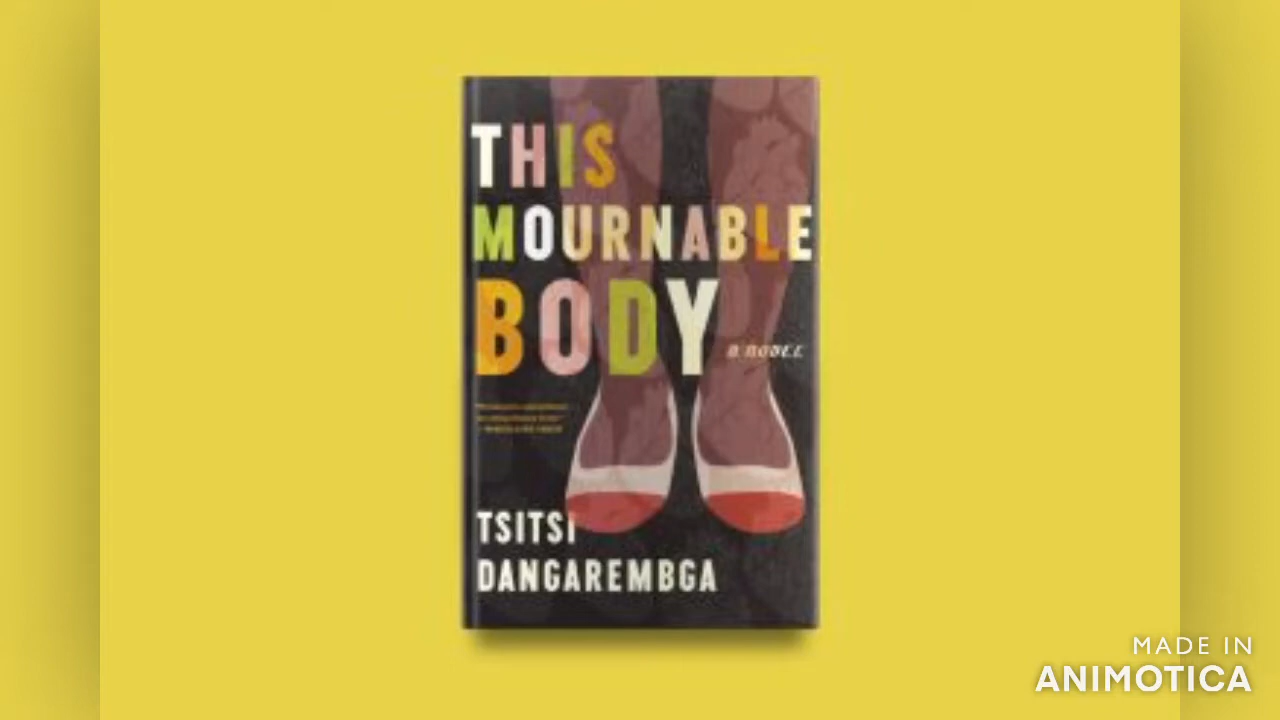 THIS
MOURNABLE
BODY
A NOVEL
TSITSI
DANGAREMBGA
MADE IN
ANIMOTICA